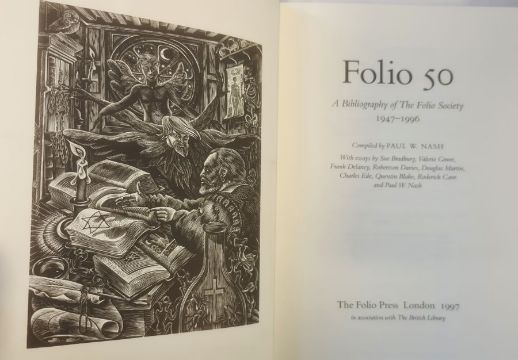 Folio 50
A Bibliography of The Folio Society
1947–1996
Compiled by PAUL W. NASH
With essays by Sue Bradbury, Valerie Grove,
Frank Delaney, Robertson Davies, Douglas Martin,
Charles Ede, Quentin Blake, Roderick Cave
and Paul W. Nash
The Folio Press London 1997
in association with The British Library